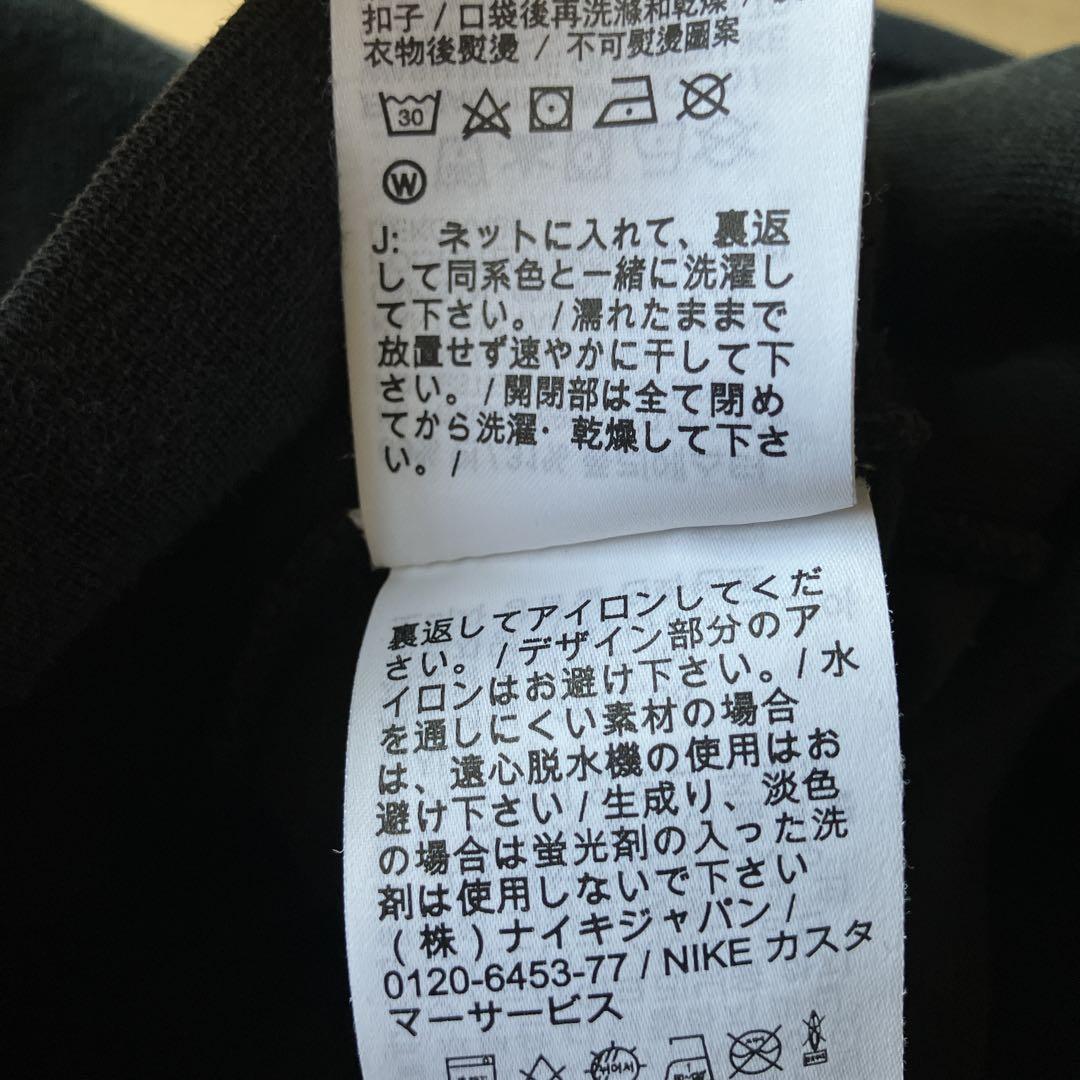 扣子 / 口袋後再洗滌和乾燥 /
衣物後熨燙 / 不可熨燙圖案
30
W
J: ネットに入れて、裏返
して同系色と一緒に洗濯し
て下さい。 / 濡れたままで
放置せず速やかに干して下
さい。 / 開閉部は全て閉め
てから洗濯・乾燥して下さ
い。 /
裏返してアイロンしてくだ
さい。 / デザイン部分のア
イロンはお避け下さい。 / 水
を通しにくい素材の場合
は、遠心脱水機の使用はお
避け下さい / 生成り、淡色
の場合は蛍光剤の入った洗
剤は使用しないで下さい
(株) ナイキジャパン /
0120-6453-77 / NIKE カスタ
マーサービス